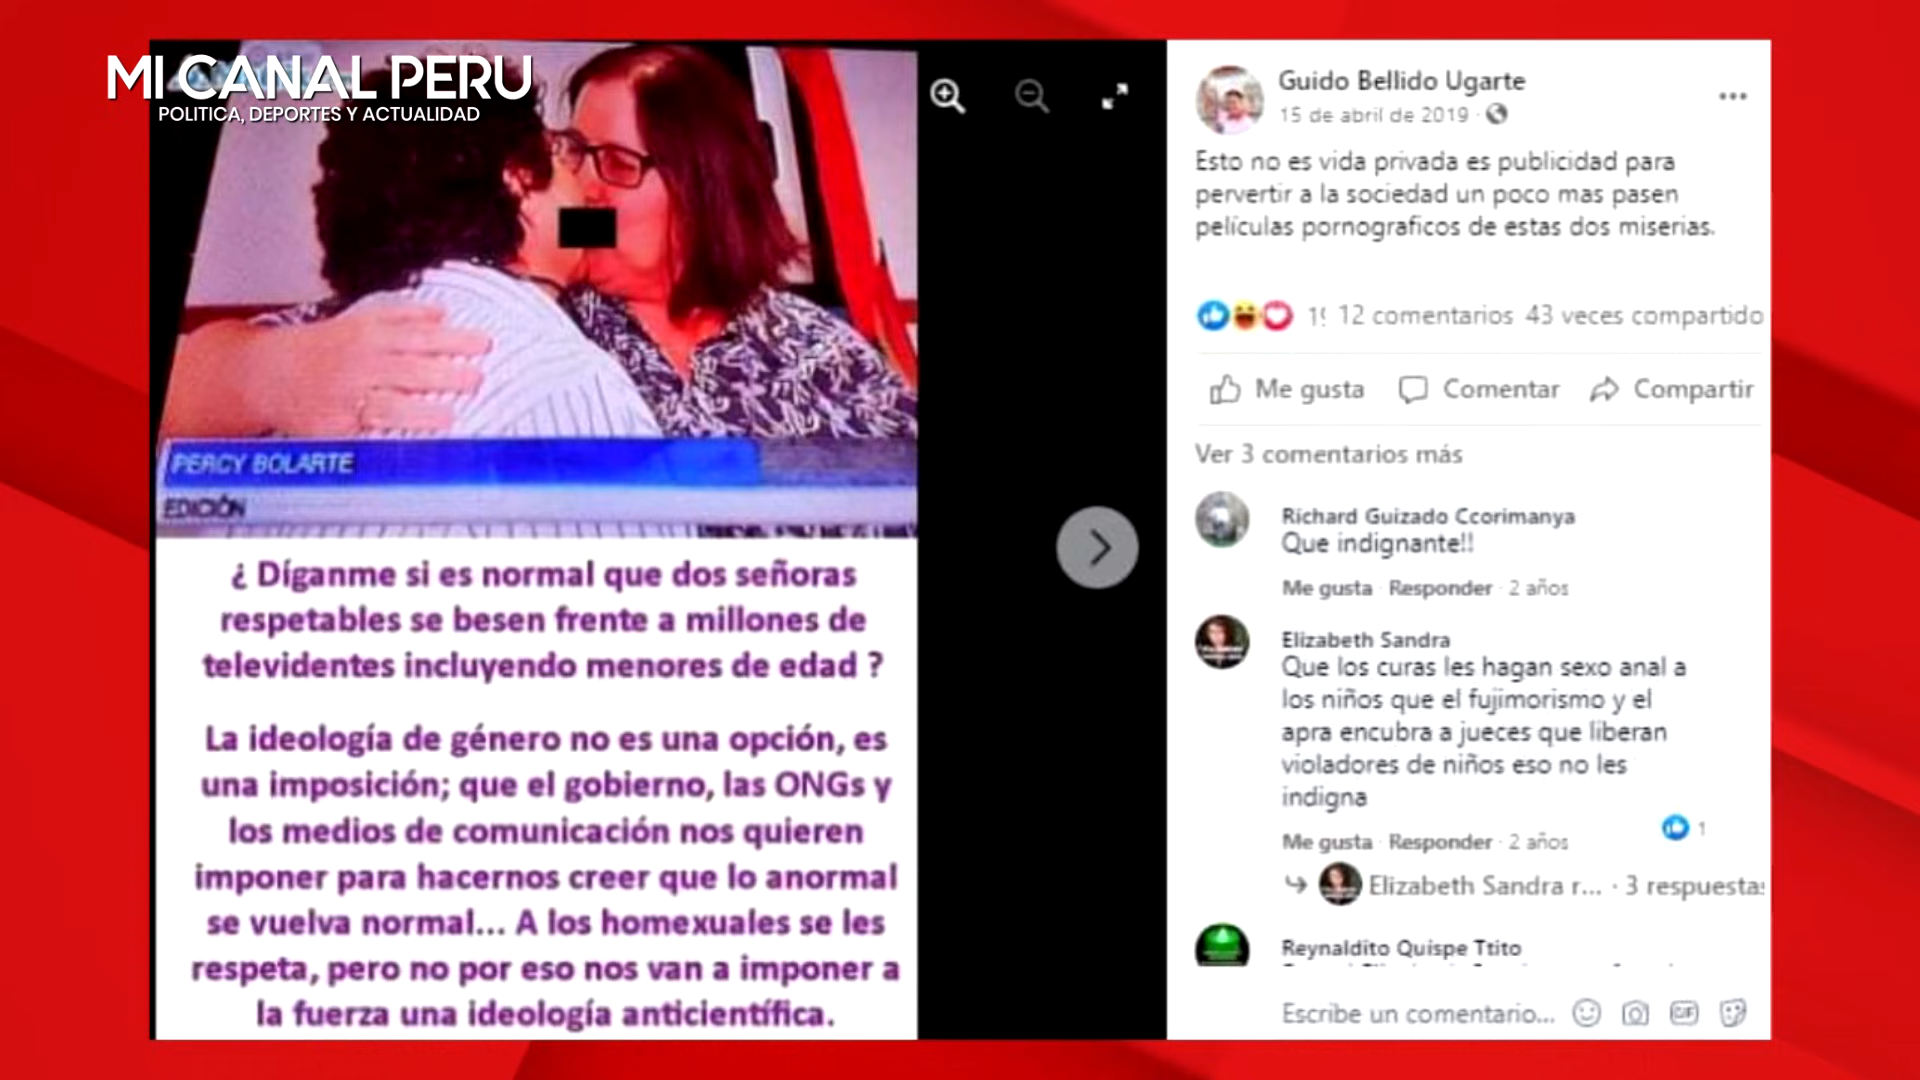 MI CANAL PERU
POLITICA, DEPORTES Y ACTUALIDAD
PERCY BOLARTE
EDICIÓN
¿ Díganme si es normal que dos señoras
respetables se besen frente a millones de
televidentes incluyendo menores de edad ?
La ideología de género no es una opción, es
una imposición; que el gobierno, las ONGs y
los medios de comunicación nos quieren
imponer para hacernos creer que lo anormal
se vuelva normal... A los homexuales se les
respeta, pero no por eso nos van a imponer a
la fuerza una ideología anticientífica.
Guido Bellido Ugarte
15 de abril de 2019 ·
Esto no es vida privada es publicidad para
pervertir a la sociedad un poco mas pasen
películas pornograficos de estas dos miserias.
12 comentarios 43 veces compartido
Me gusta Comentar Compartir
Ver 3 comentarios más
Richard Guizado Ccorimanya
Que indignante!!
Me gusta · Responder · 2 años
Elizabeth Sandra
Que los curas les hagan sexo anal a
los niños que el fujimorismo y el
apra encubra a jueces que liberan
violadores de niños eso no les
indigna
1
Me gusta · Responder · 2 años
Elizabeth Sandra r... · 3 respuestas
Reynaldito Quispe Ttito
Escribe un comentario...
GIF